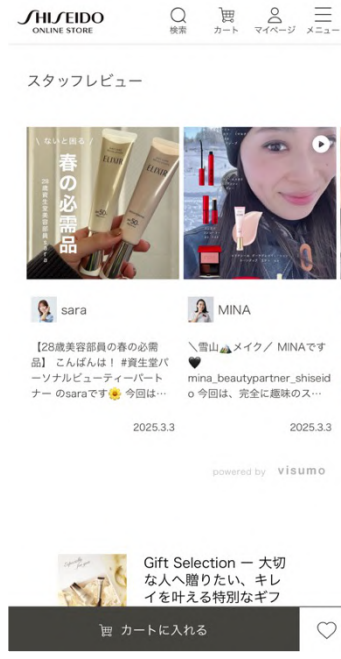 SHISEIDO
ONLINE STORE
検索
カート
マイページ
メニュー
スタッフレビュー
\ ないと困る /
春の必需品
ELIXIR
ELIXIR
50
sara
MINA
【28歳美容部員の春の必需
品】 こんばんは! #資生堂パ
ーソナルビューティーパート
ナー のsaraです🌼 今回は…
＼雪山🏔メイク／ MINAです
🖤
mina_beautypartner_shiseid
o 今回は、完全に趣味のス…
2025.3.3
2025.3.3
powered by visumo
Gift Selection ー 大切
な人へ贈りたい、キレ
イを叶える特別なギフ
カートに入れる